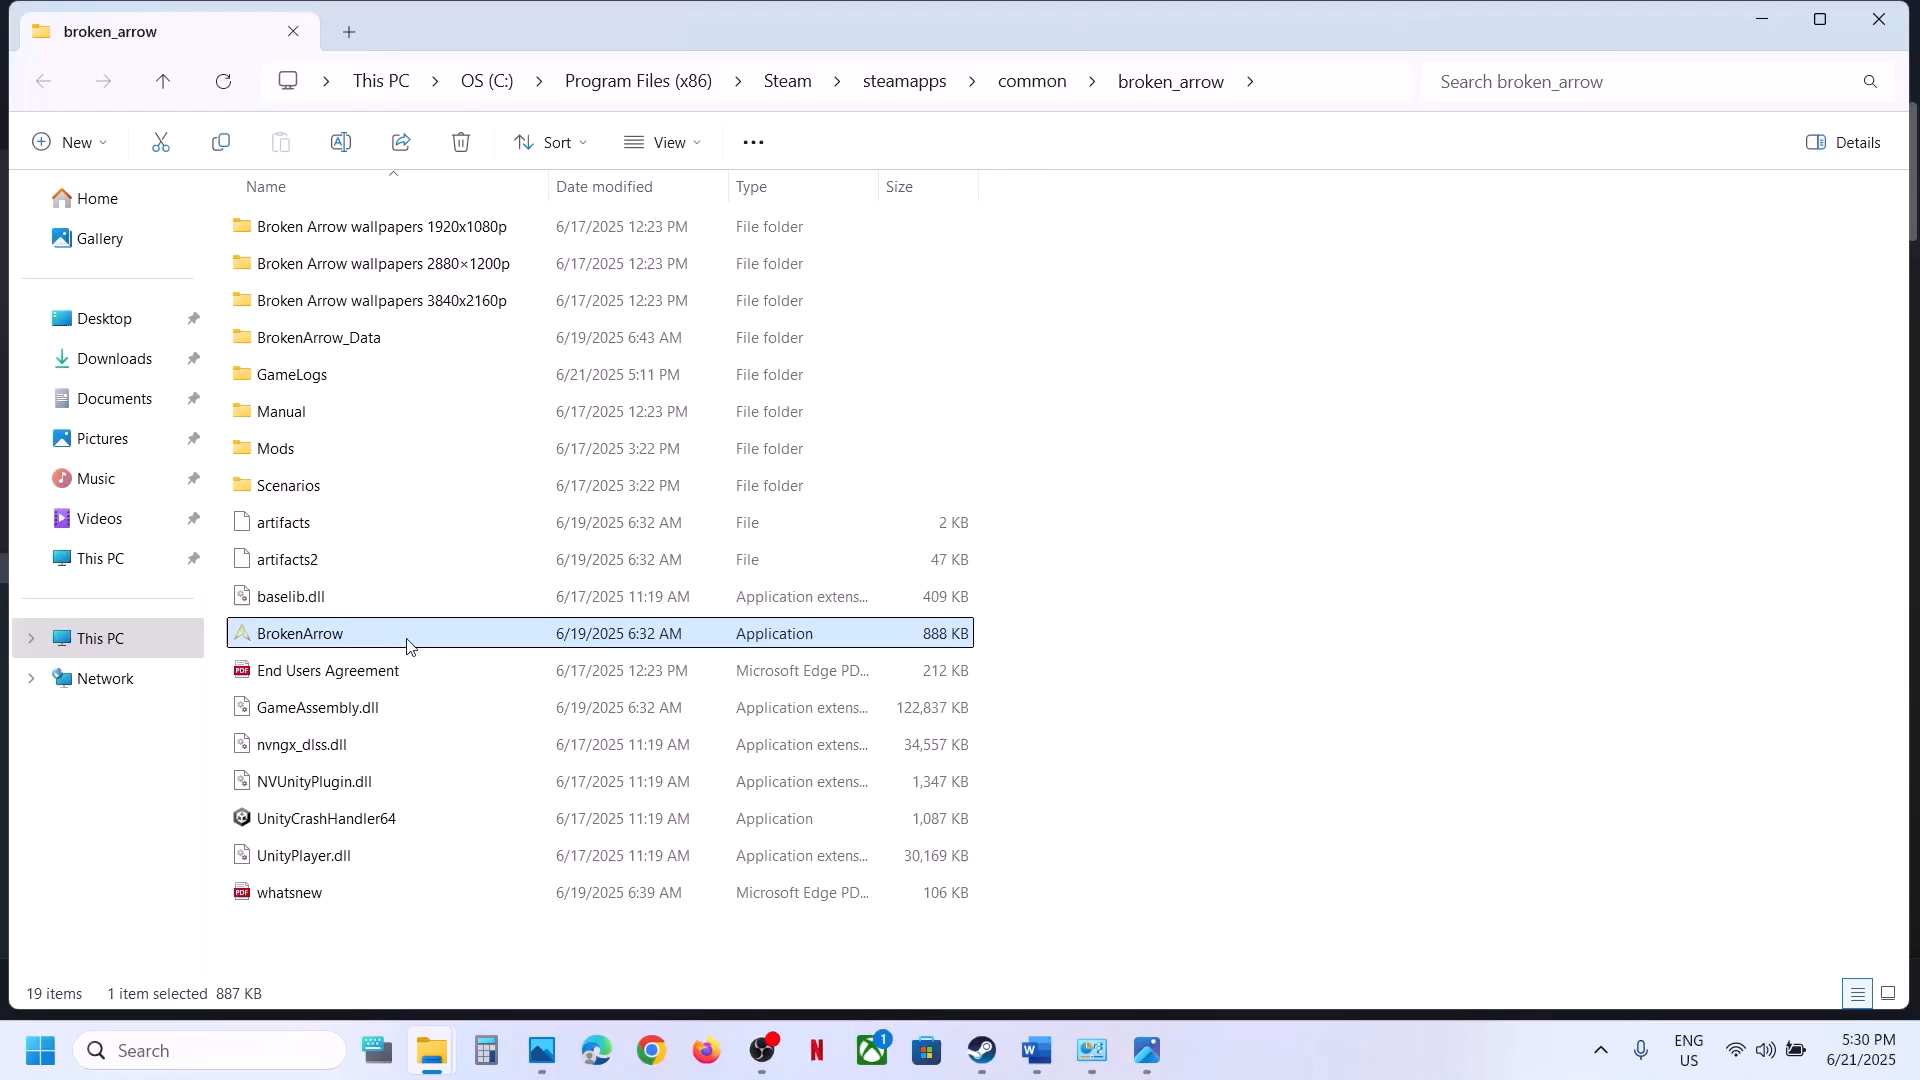 broken_arrow
This PC > OS (C:) > Program Files (x86) > Steam > steamapps > common > broken_arrow >
Search broken_arrow
New
Sort
View
Details
Name Date modified Type Size
Home
Gallery
Desktop
Downloads
Documents
Pictures
Music
Videos
This PC
This PC
Network
Broken Arrow wallpapers 1920x1080p 6/17/2025 12:23 PM File folder
Broken Arrow wallpapers 2880×1200p 6/17/2025 12:23 PM File folder
Broken Arrow wallpapers 3840x2160p 6/17/2025 12:23 PM File folder
BrokenArrow_Data 6/19/2025 6:43 AM File folder
GameLogs 6/21/2025 5:11 PM File folder
Manual 6/17/2025 12:23 PM File folder
Mods 6/17/2025 3:22 PM File folder
Scenarios 6/17/2025 3:22 PM File folder
artifacts 6/19/2025 6:32 AM File 2 KB
artifacts2 6/19/2025 6:32 AM File 47 KB
baselib.dll 6/17/2025 11:19 AM Application extens... 409 KB
BrokenArrow 6/19/2025 6:32 AM Application 888 KB
End Users Agreement 6/17/2025 12:23 PM Microsoft Edge PD... 212 KB
GameAssembly.dll 6/19/2025 6:32 AM Application extens... 122,837 KB
nvngx_dlss.dll 6/17/2025 11:19 AM Application extens... 34,557 KB
NVUnityPlugin.dll 6/17/2025 11:19 AM Application extens... 1,347 KB
UnityCrashHandler64 6/17/2025 11:19 AM Application 1,087 KB
UnityPlayer.dll 6/17/2025 11:19 AM Application extens... 30,169 KB
whatsnew 6/19/2025 6:39 AM Microsoft Edge PD... 106 KB
19 items 1 item selected 887 KB
Search
1
ENG
US
5:30 PM
6/21/2025